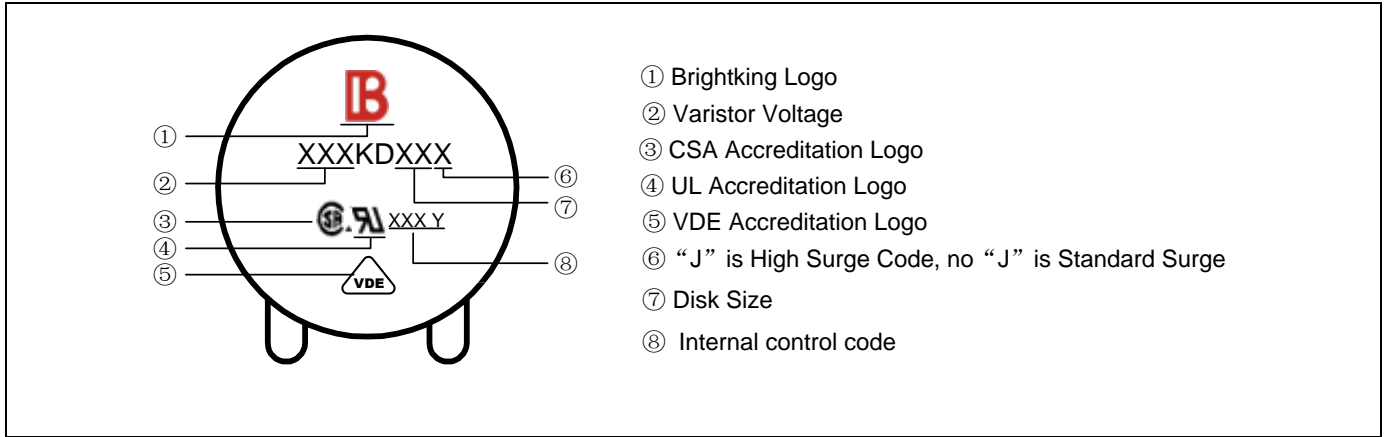 B
① XXXKDXXX ⑥
② ⑦
③ SA. RU XXX Y
④ ⑧
⑤ VDE
① Brightking Logo
② Varistor Voltage
③ CSA Accreditation Logo
④ UL Accreditation Logo
⑤ VDE Accreditation Logo
⑥ “J” is High Surge Code, no “J” is Standard Surge
⑦ Disk Size
⑧ Internal control code